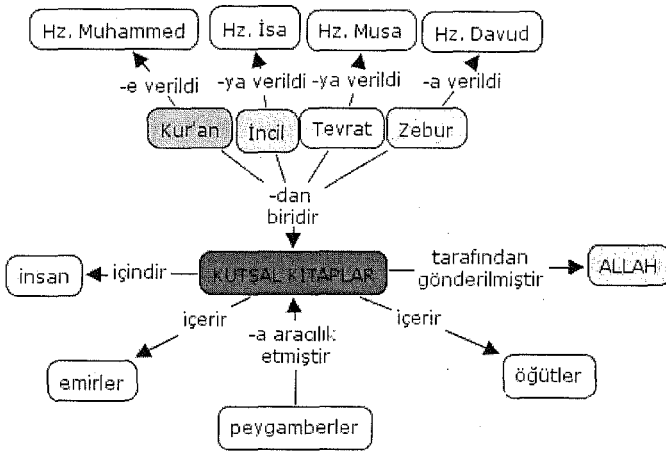 Hz. Muhammed
Hz. İsa
Hz. Musa
Hz. Davud
-e verildi
-ya verildi
-ya verildi
-a verildi
Kur'an
İncil
Tevrat
Zebur
-dan
biridir
insan
içindir
KUTSAL KİTAPLAR
tarafından
gönderilmiştir
ALLAH
içerir
-a aracılık
etmiştir
içerir
emirler
öğütler
peygamberler